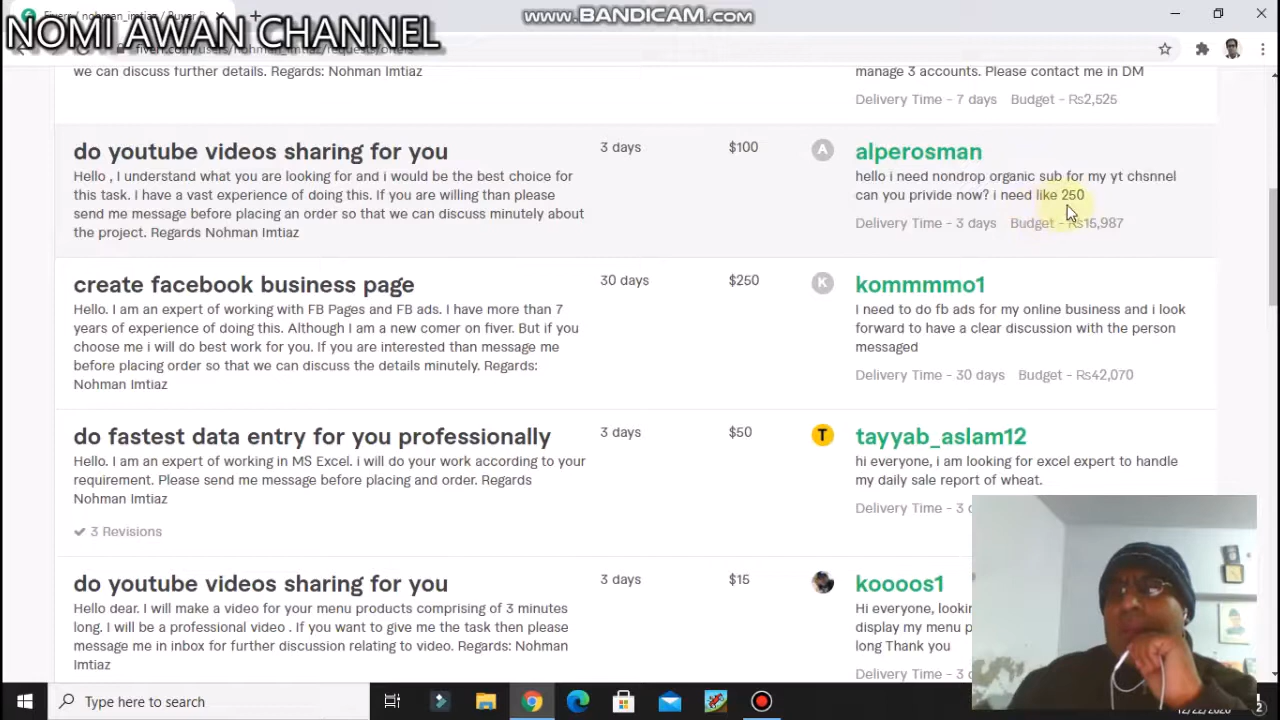 Fiverr / nohman_imtiaz / Buyer
www.BANDICAM.com
NOMI AWAN CHANNEL
fiverr.com/users/nohman_imtiaz/requests/offers
we can discuss further details. Regards: Nohman Imtiaz
manage 3 accounts. Please contact me in DM
Delivery Time - 7 days Budget - Rs2,525
do youtube videos sharing for you
3 days
$100
A
alperosman
Hello , I understand what you are looking for and i would be the best choice for
this task. I have a vast experience of doing this. If you are willing than please
send me message before placing an order so that we can discuss minutely about
the project. Regards Nohman Imtiaz
hello i need nondrop organic sub for my yt chsnnel
can you privide now? i need like 250
Delivery Time - 3 days Budget - Rs15,987
create facebook business page
30 days
$250
K
kommmmo1
Hello. I am an expert of working with FB Pages and FB ads. I have more than 7
years of experience of doing this. Although I am a new comer on fiver. But if you
choose me i will do best work for you. If you are interested than message me
before placing order so that we can discuss the details minutely. Regards:
Nohman Imtiaz
I need to do fb ads for my online business and i look
forward to have a clear discussion with the person
messaged
Delivery Time - 30 days Budget - Rs42,070
do fastest data entry for you professionally
3 days
$50
T
tayyab_aslam12
Hello. I am an expert of working in MS Excel. i will do your work according to your
requirement. Please send me message before placing and order. Regards
Nohman Imtiaz
3 Revisions
hi everyone, i am looking for excel expert to handle
my daily sale report of wheat.
Delivery Time - 3 d
do youtube videos sharing for you
3 days
$15
koooos1
Hello dear. I will make a video for your menu products comprising of 3 minutes
long. I will be a professional video . If you want to give me the task then please
message me in inbox for further discussion relating to video. Regards: Nohman
Imtiaz
Hi everyone, lookin
display my menu p
long Thank you
Delivery Time - 3 d
Type here to search
12/22/2020
2